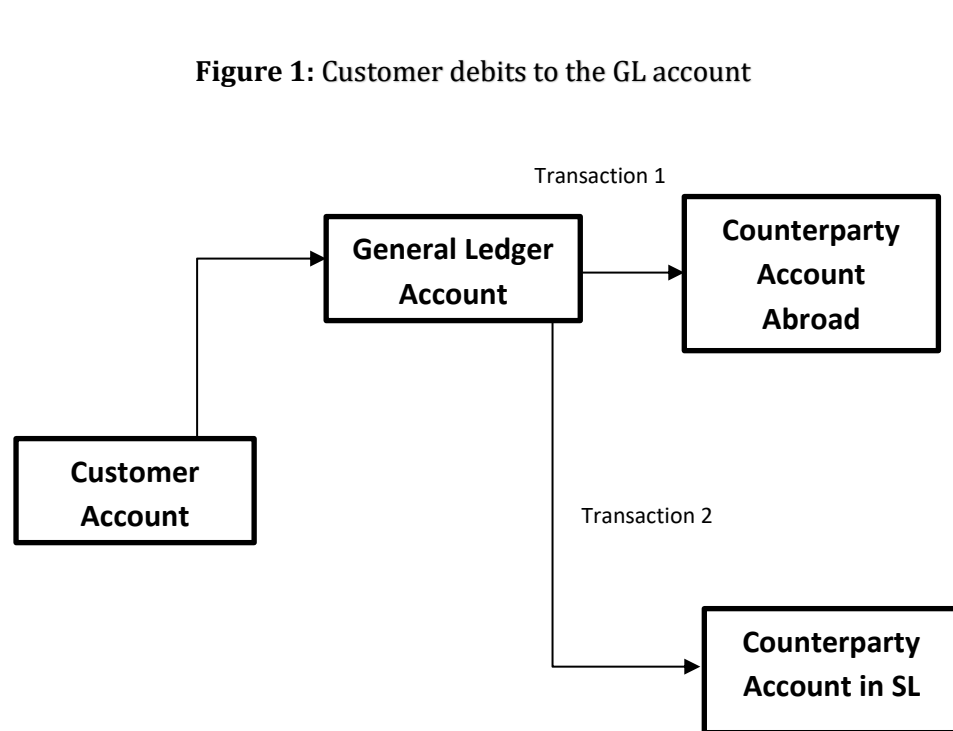 Figure 1: Customer debits to the GL account
Transaction 1
General Ledger
Account
Counterparty
Account
Abroad
Customer
Account
Transaction 2
Counterparty
Account in SL